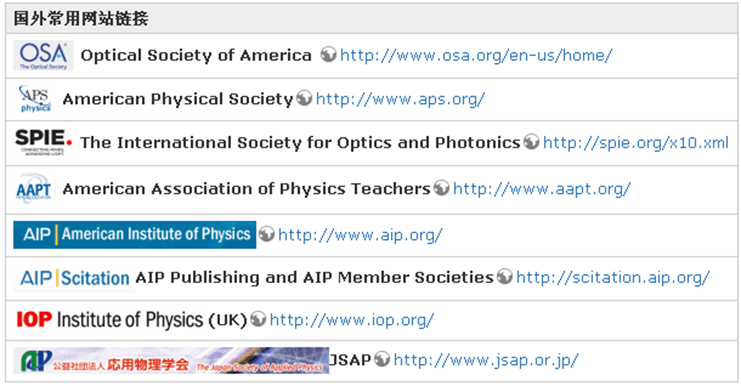 国外常用网站链接
OSA The Optical Society Optical Society of America http://www.osa.org/en-us/home/
APS physics American Physical Society http://www.aps.org/
SPIE. CONNECTING MINDS. ADVANCING LIGHT. The International Society for Optics and Photonics http://spie.org/x10.xml
AAPT American Association of Physics Teachers http://www.aapt.org/
AIP | American Institute of Physics http://www.aip.org/
AIP | Scitation AIP Publishing and AIP Member Societies http://scitation.aip.org/
IOP Institute of Physics (UK) http://www.iop.org/
公益社団法人 応用物理学会 The Japan Society of Applied Physics JSAP http://www.jsap.or.jp/